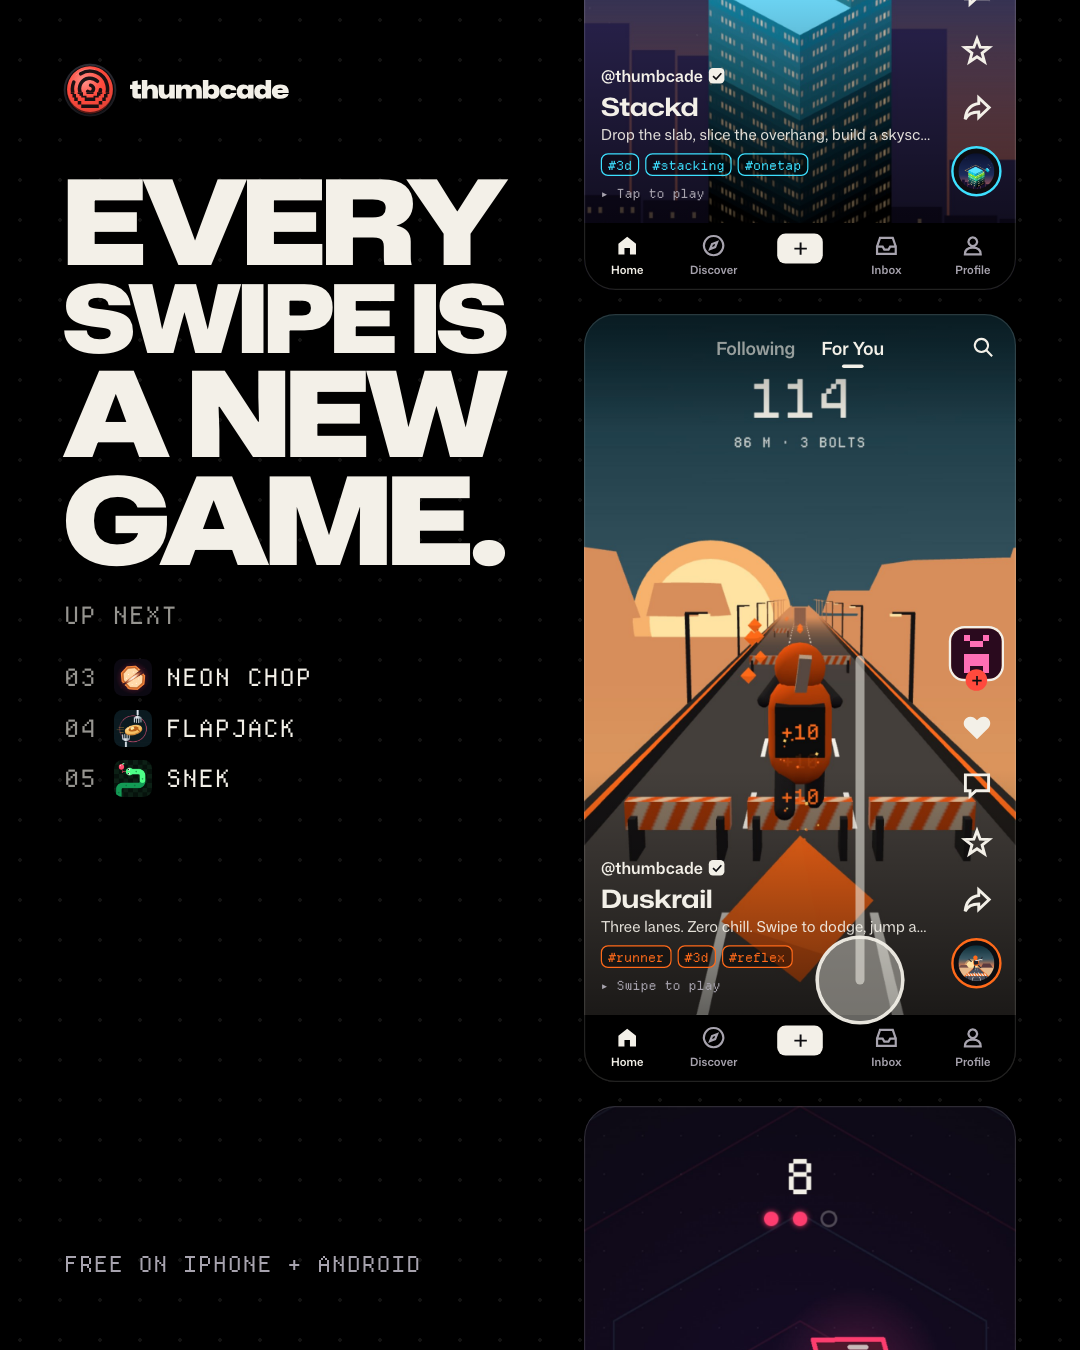 thumbcade
EVERY
SWIPE IS
A NEW
GAME.
UP NEXT
03 NEON CHOP
04 FLAPJACK
05 SNEK
FREE ON IPHONE + ANDROID
@thumbcade
Stackd
Drop the slab, slice the overhang, build a skysc...
#3d #stacking #onetap
▸ Tap to play
Home Discover + Inbox Profile
Following For You
114
86 M · 3 BOLTS
+10
+10
@thumbcade
Duskrail
Three lanes. Zero chill. Swipe to dodge, jump a...
#runner #3d #reflex
▸ Swipe to play
Home Discover + Inbox Profile
8